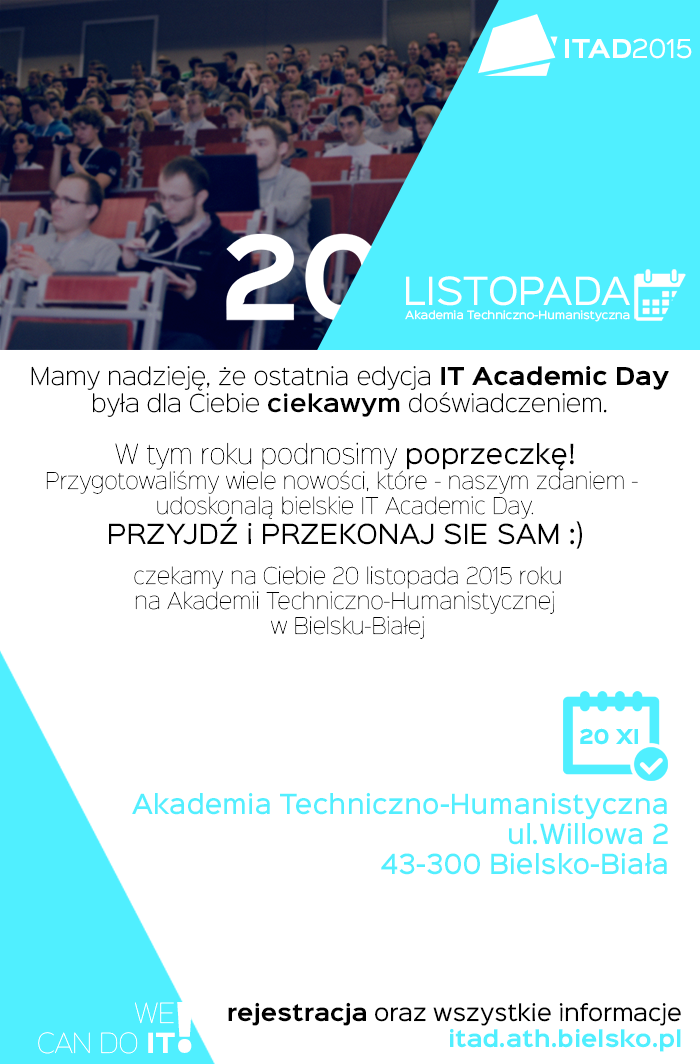 ITAD2015
20
LISTOPADA
Akademia Techniczno-Humanistyczna
Mamy nadzieję, że ostatnia edycja IT Academic Day
była dla Ciebie ciekawym doświadczeniem.
W tym roku podnosimy poprzeczkę!
Przygotowaliśmy wiele nowości, które - naszym zdaniem -
udoskonalą bielskie IT Academic Day.
PRZYJDŹ i PRZEKONAJ SIE SAM :)
czekamy na Ciebie 20 listopada 2015 roku
na Akademii Techniczno-Humanistycznej
w Bielsku-Białej
20 XI
Akademia Techniczno-Humanistyczna
ul.Willowa 2
43-300 Bielsko-Biała
WE
CAN DO IT!
rejestracja oraz wszystkie informacje
itad.ath.bielsko.pl